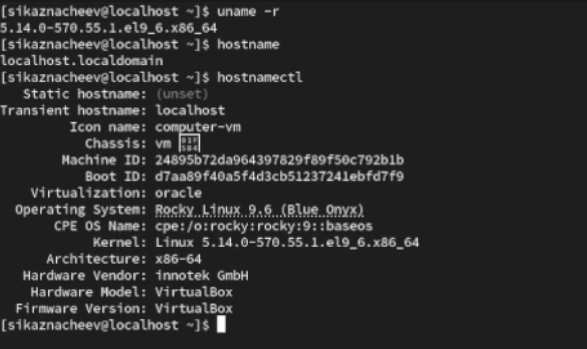 [sikaznacheev@localhost ~]$ uname -r
5.14.0-570.55.1.el9_6.x86_64
[sikaznacheev@localhost ~]$ hostname
localhost.localdomain
[sikaznacheev@localhost ~]$ hostnamectl
Static hostname: (unset)
Transient hostname: localhost
Icon name: computer-vm
Chassis: vm
Machine ID: 24895b72da964397829f89f50c792b1b
Boot ID: d7aa89f40a5f4d3cb51237241ebfd7f9
Virtualization: oracle
Operating System: Rocky Linux 9.6 (Blue Onyx)
CPE OS Name: cpe:/o:rocky:rocky:9::baseos
Kernel: Linux 5.14.0-570.55.1.el9_6.x86_64
Architecture: x86-64
Hardware Vendor: innotek GmbH
Hardware Model: VirtualBox
Firmware Version: VirtualBox
[sikaznacheev@localhost ~]$